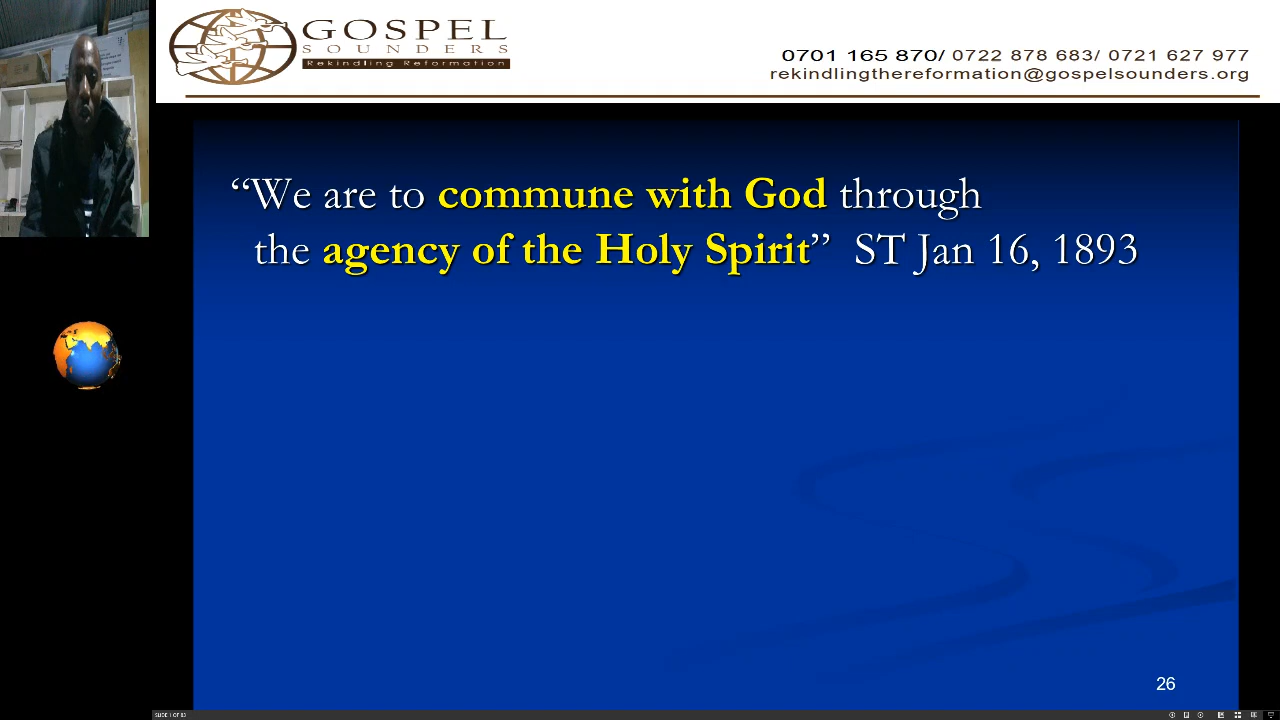 GOSPEL
SOUNDERS
Rekindling Reformation
0701 165 870/ 0722 878 683/ 0721 627 977
rekindlingthereformation@gospelsounders.org
“We are to commune with God through
the agency of the Holy Spirit” ST Jan 16, 1893
26